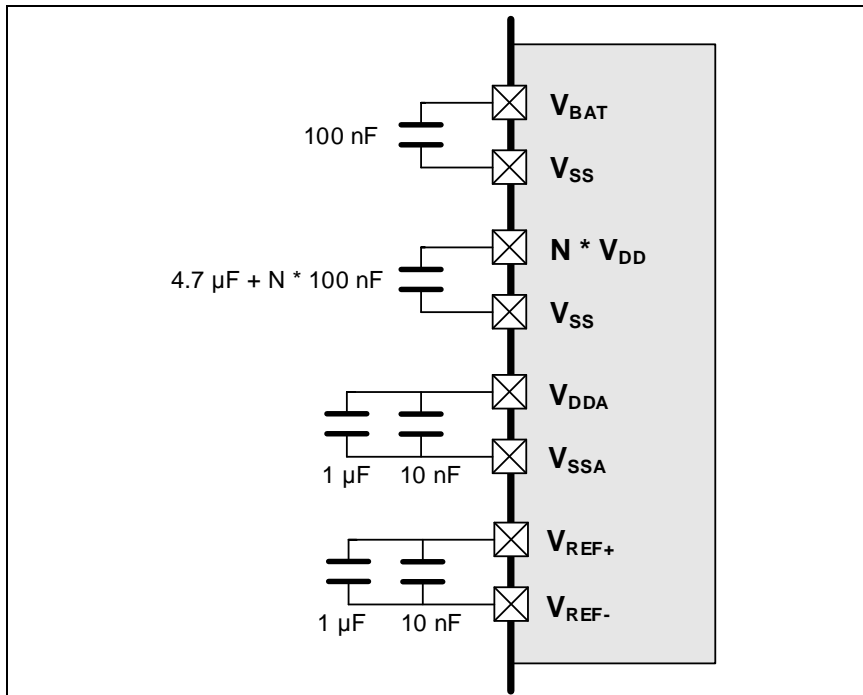 V_BAT
100 nF
V_SS
N * V_DD
4.7 µF + N * 100 nF
V_SS
V_DDA
V_SSA
1 µF 10 nF
V_REF+
V_REF-
1 µF 10 nF